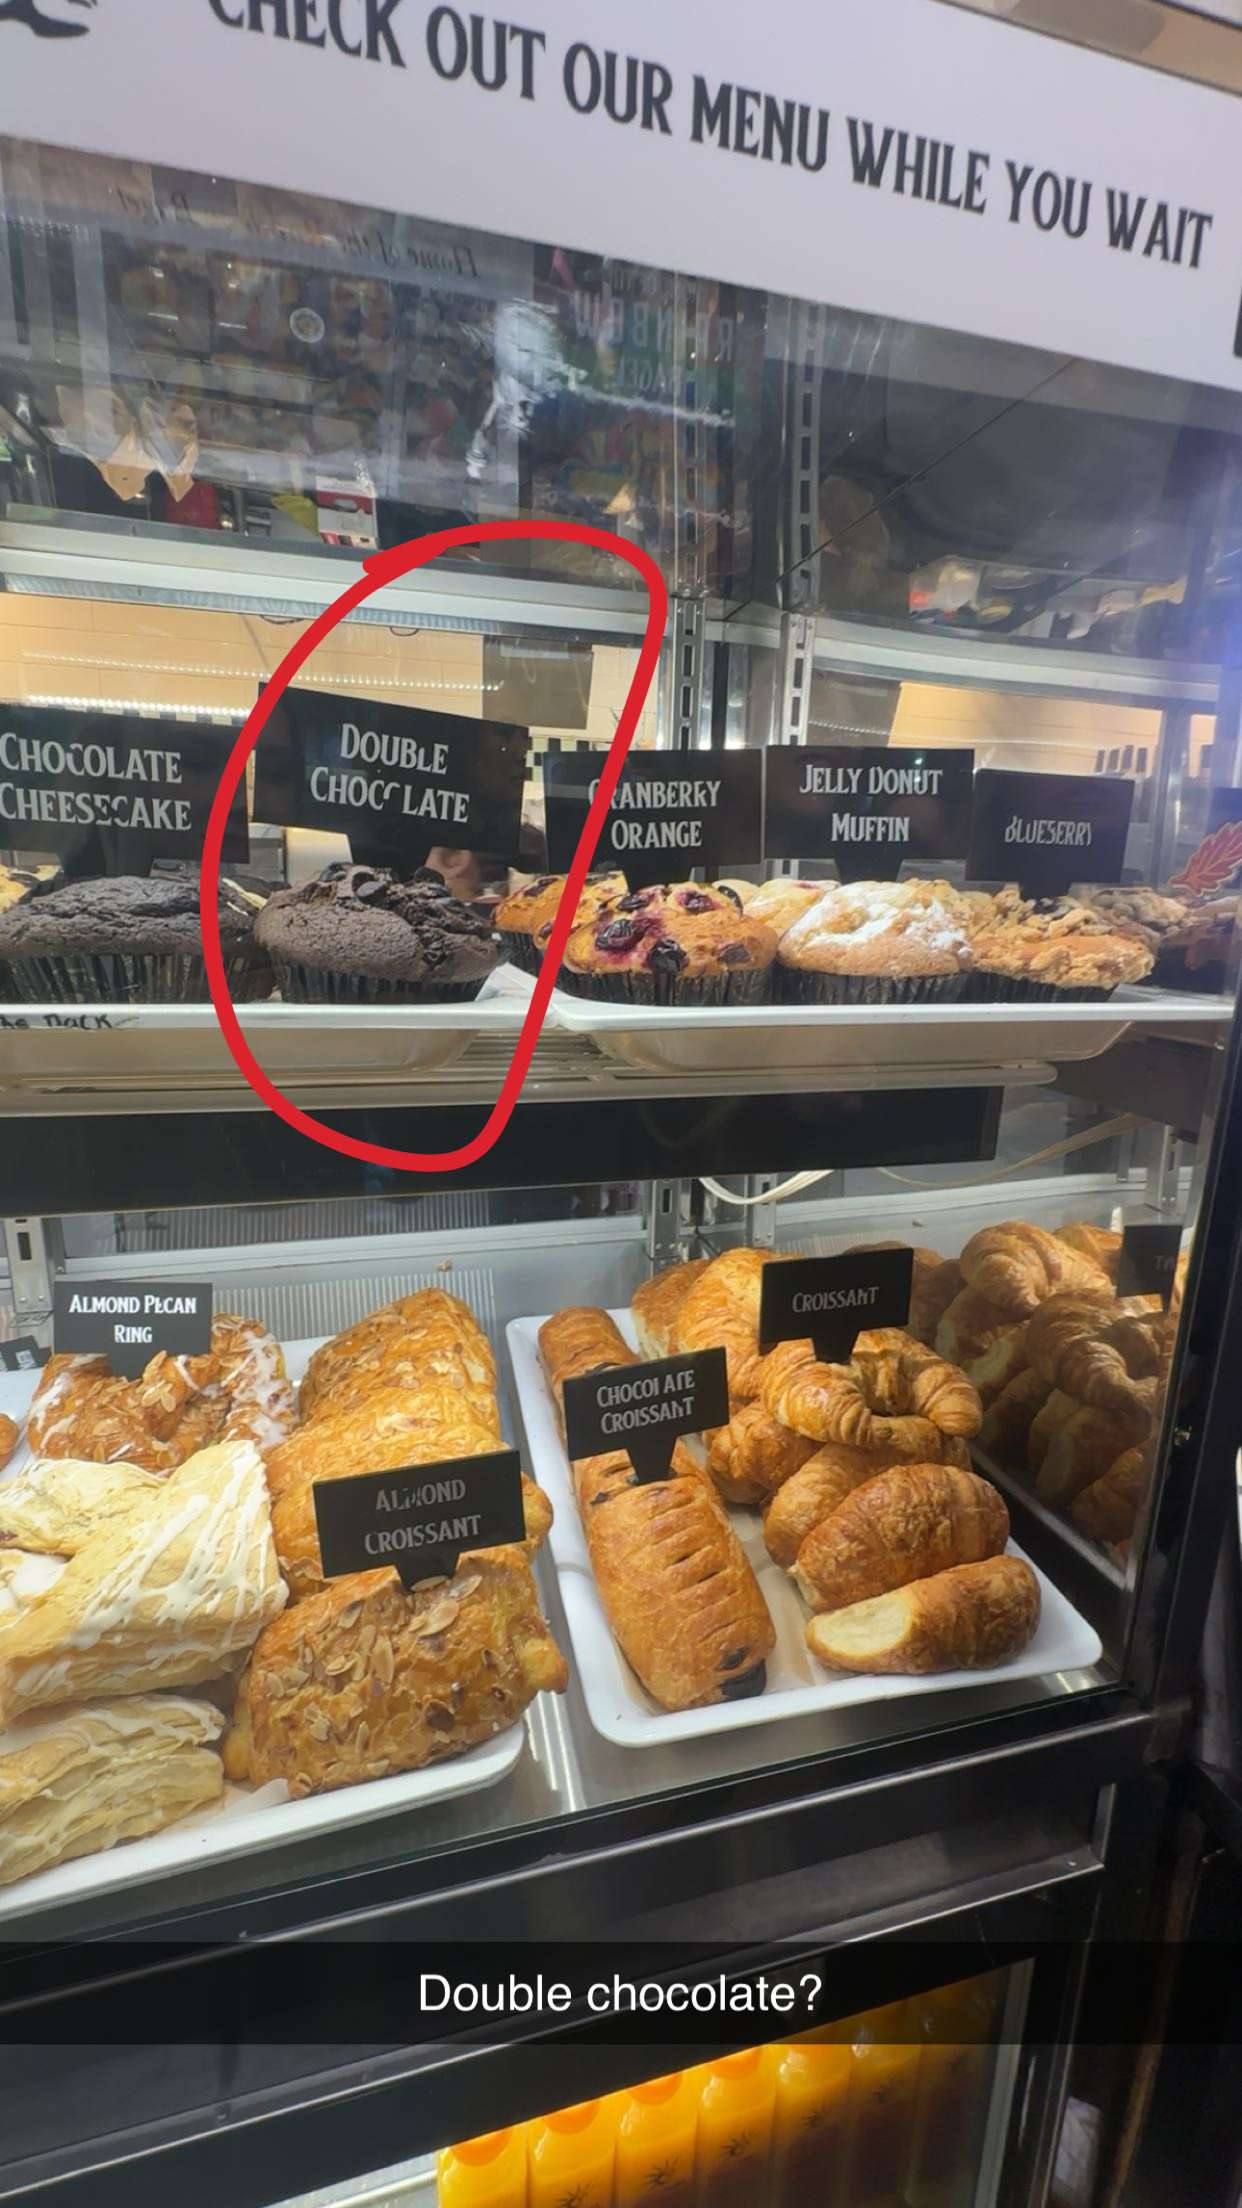 CHECK OUT OUR MENU WHILE YOU WAIT
CHOCOLATE
CHEESECAKE
DOUBLE
CHOCOLATE
CRANBERRY
ORANGE
JELLY DONUT
MUFFIN
BLUEBERRY
ALMOND PECAN
RING
CROISSANT
CHOCOLATE
CROISSANT
ALMOND
CROISSANT
Double chocolate?